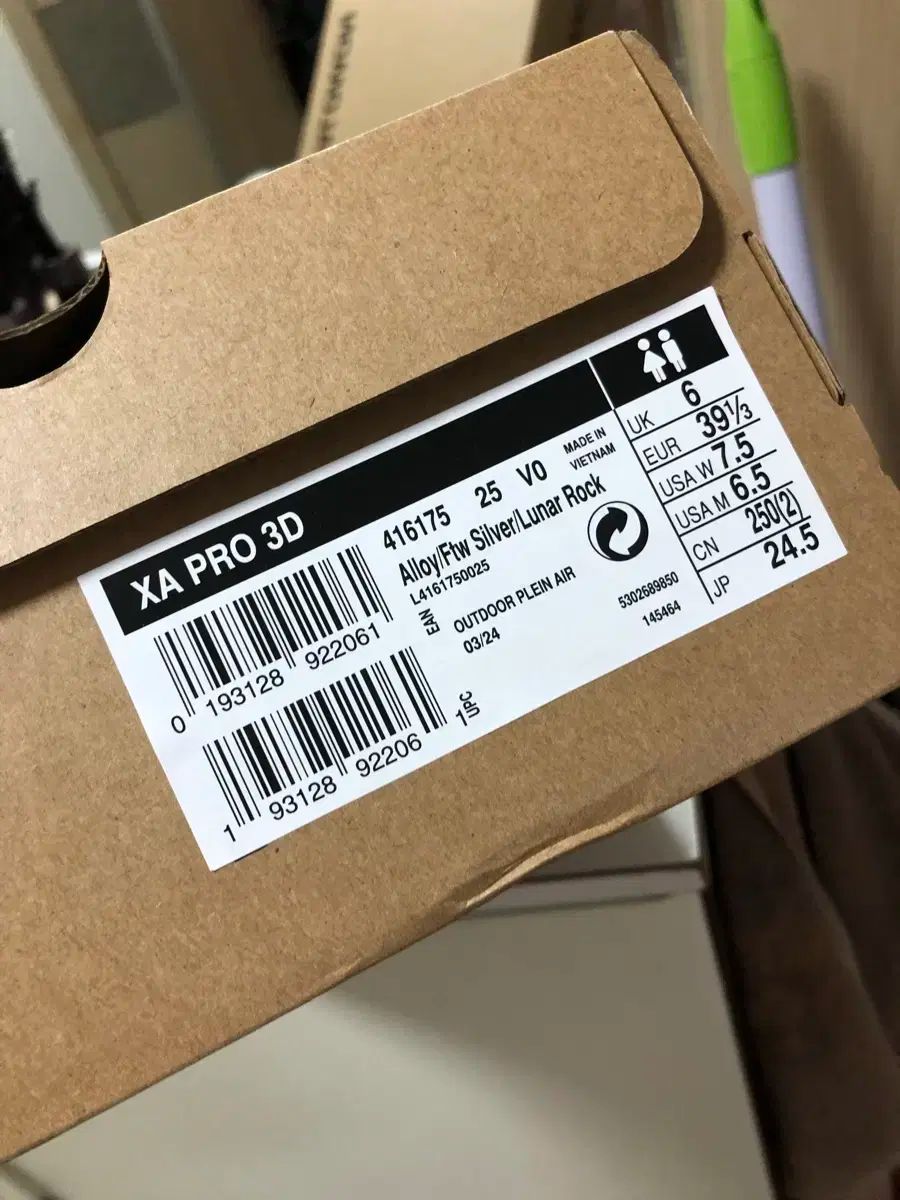 XA PRO 3D
416175 25 V0
MADE IN
VIETNAM
Alloy/Ftw Silver/Lunar Rock
L4161750025
EAN
OUTDOOR PLEIN AIR
03/24
5302689850
145464
0 193128 922061
1 93128 92206 1
UPC
UK 6
EUR 39 1/3
USA W 7.5
USA M 6.5
CN 250(2)
JP 24.5